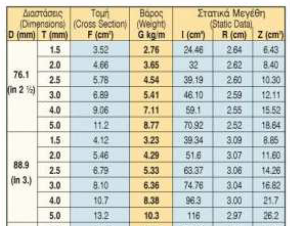 Διαστάσεις Τομή Βάρος Στατικά Μεγέθη
(Dimensions) (Cross Section) (Weight) (Static Data)
D (mm) T (mm) F (cm²) G kg/m I (cm⁴) R (cm) Z (cm³)
76.1
(in 2 ½)
1.5 3.52 2.76 24.46 2.64 6.43
2.0 4.66 3.65 32 2.62 8.40
2.5 5.78 4.54 39.19 2.60 10.30
3.0 6.89 5.41 46.10 2.59 12.11
4.0 9.06 7.11 59.1 2.55 15.52
5.0 11.2 8.77 70.92 2.52 18.64
88.9
(in 3.)
1.5 4.12 3.23 39.34 3.09 8.85
2.0 5.46 4.29 51.6 3.07 11.60
2.5 6.79 5.33 63.37 3.06 14.26
3.0 8.10 6.36 74.76 3.04 16.82
4.0 10.7 8.38 96.3 3.00 21.7
5.0 13.2 10.3 116 2.97 26.2